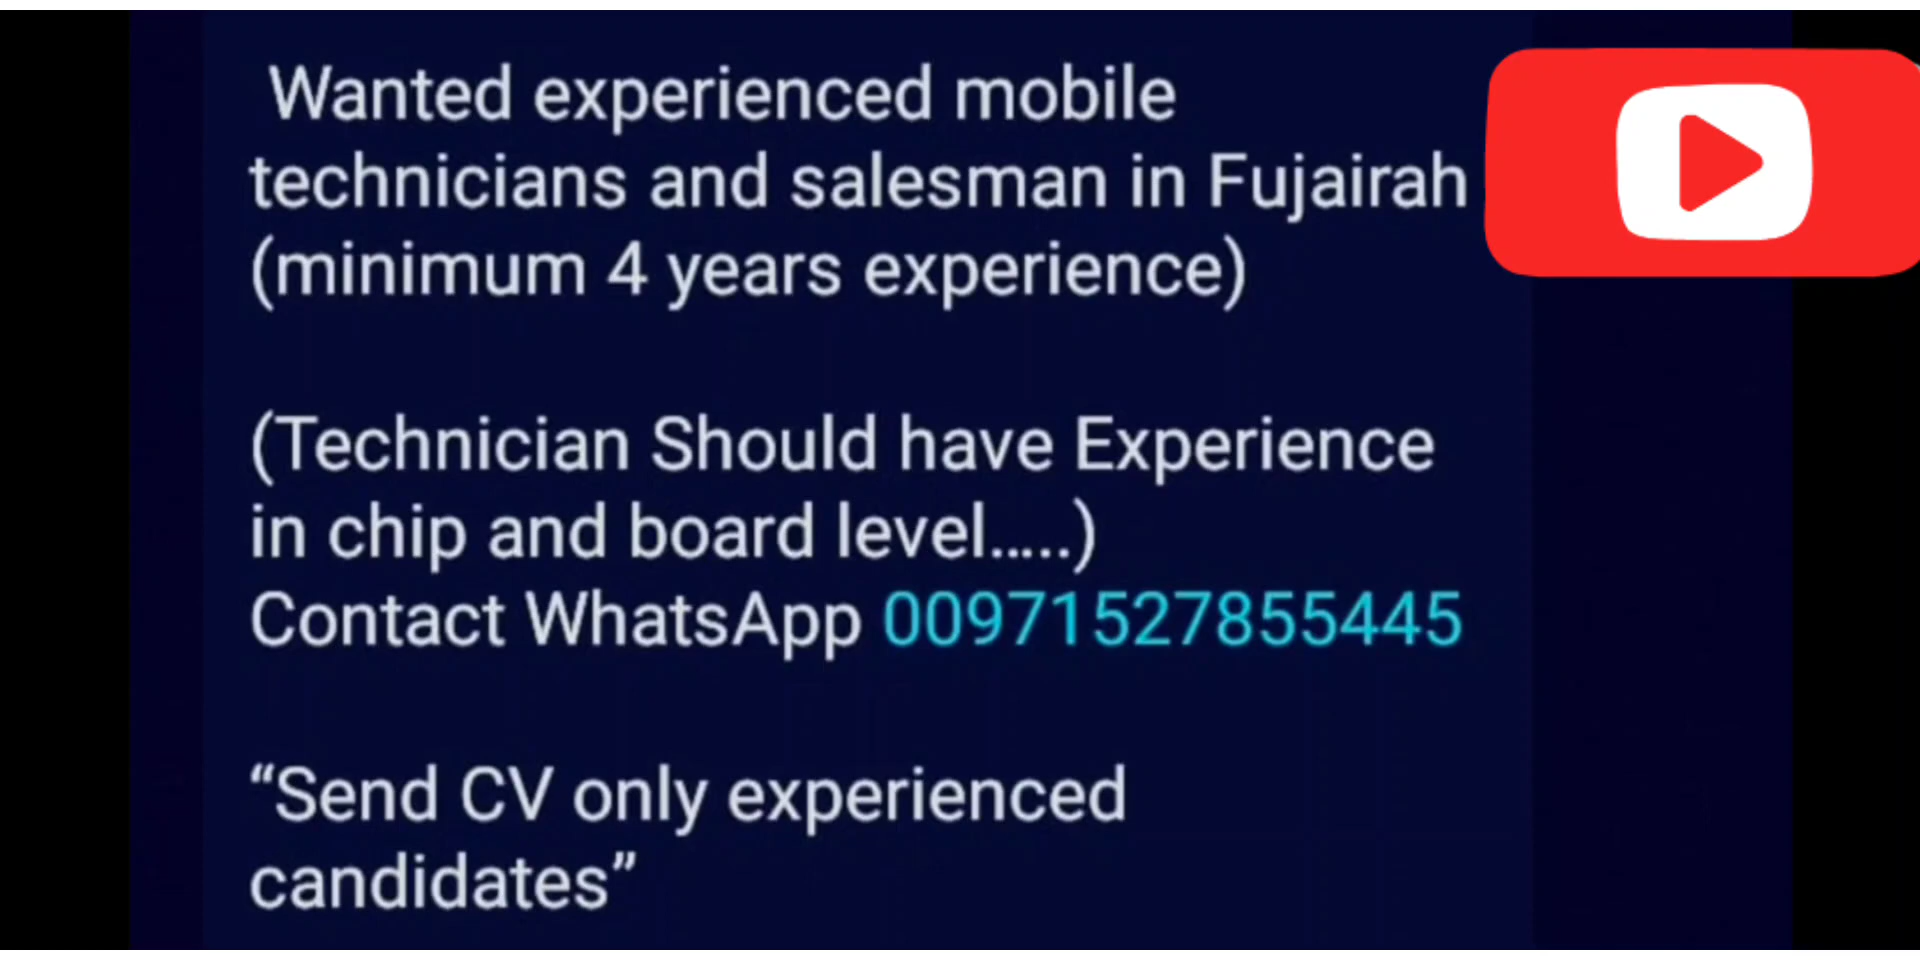 Wanted experienced mobile
technicians and salesman in Fujairah
(minimum 4 years experience)
(Technician Should have Experience
in chip and board level.....)
Contact WhatsApp 00971527855445
“Send CV only experienced
candidates”